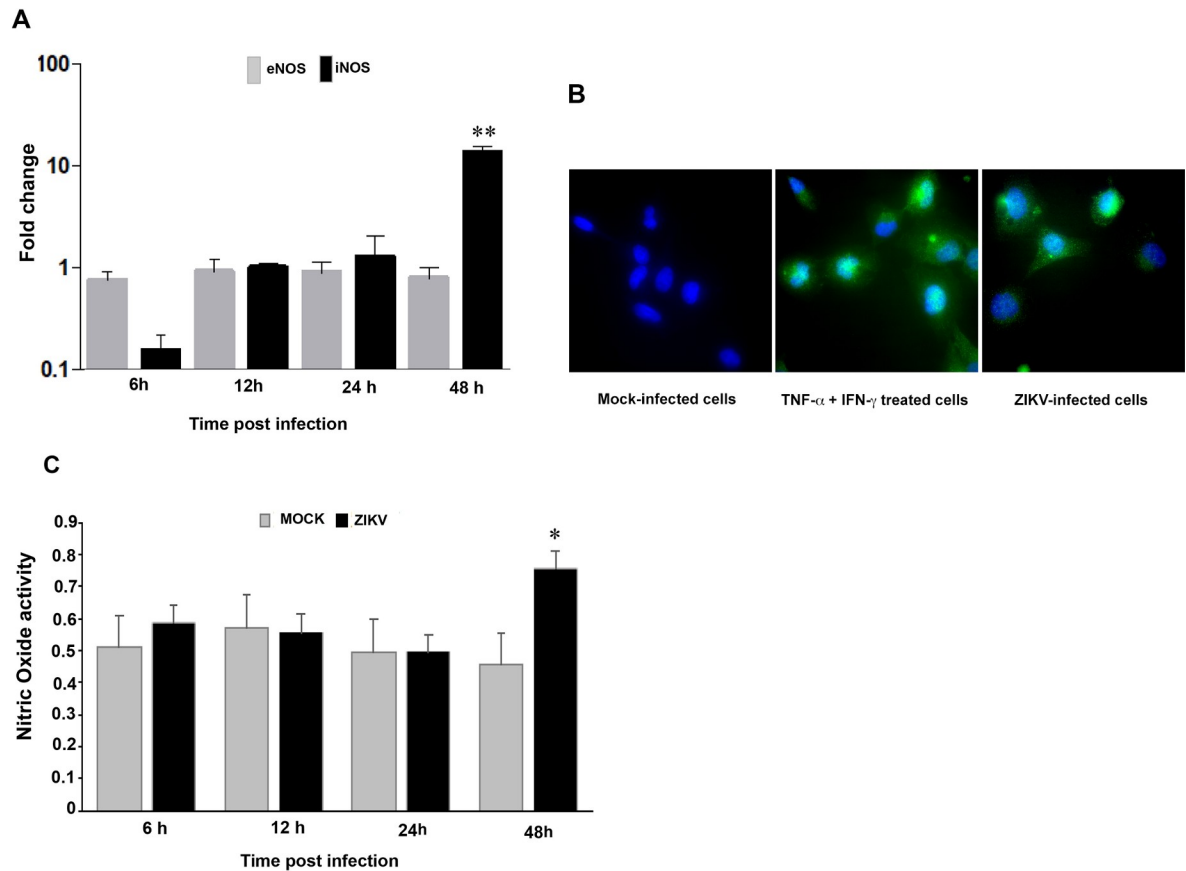 A
100
eNOS
iNOS
**
10
Fold change
1
0.1
6h
12h
24 h
48 h
Time post infection
B
Mock-infected cells
TNF-α + IFN-γ treated cells
ZIKV-infected cells
C
MOCK
ZIKV
0.9
*
0.8
0.7
0.6
0.5
0.4
0.3
0.2
0.1
0
Nitric Oxide activity
6 h
12 h
24h
48h
Time post infection